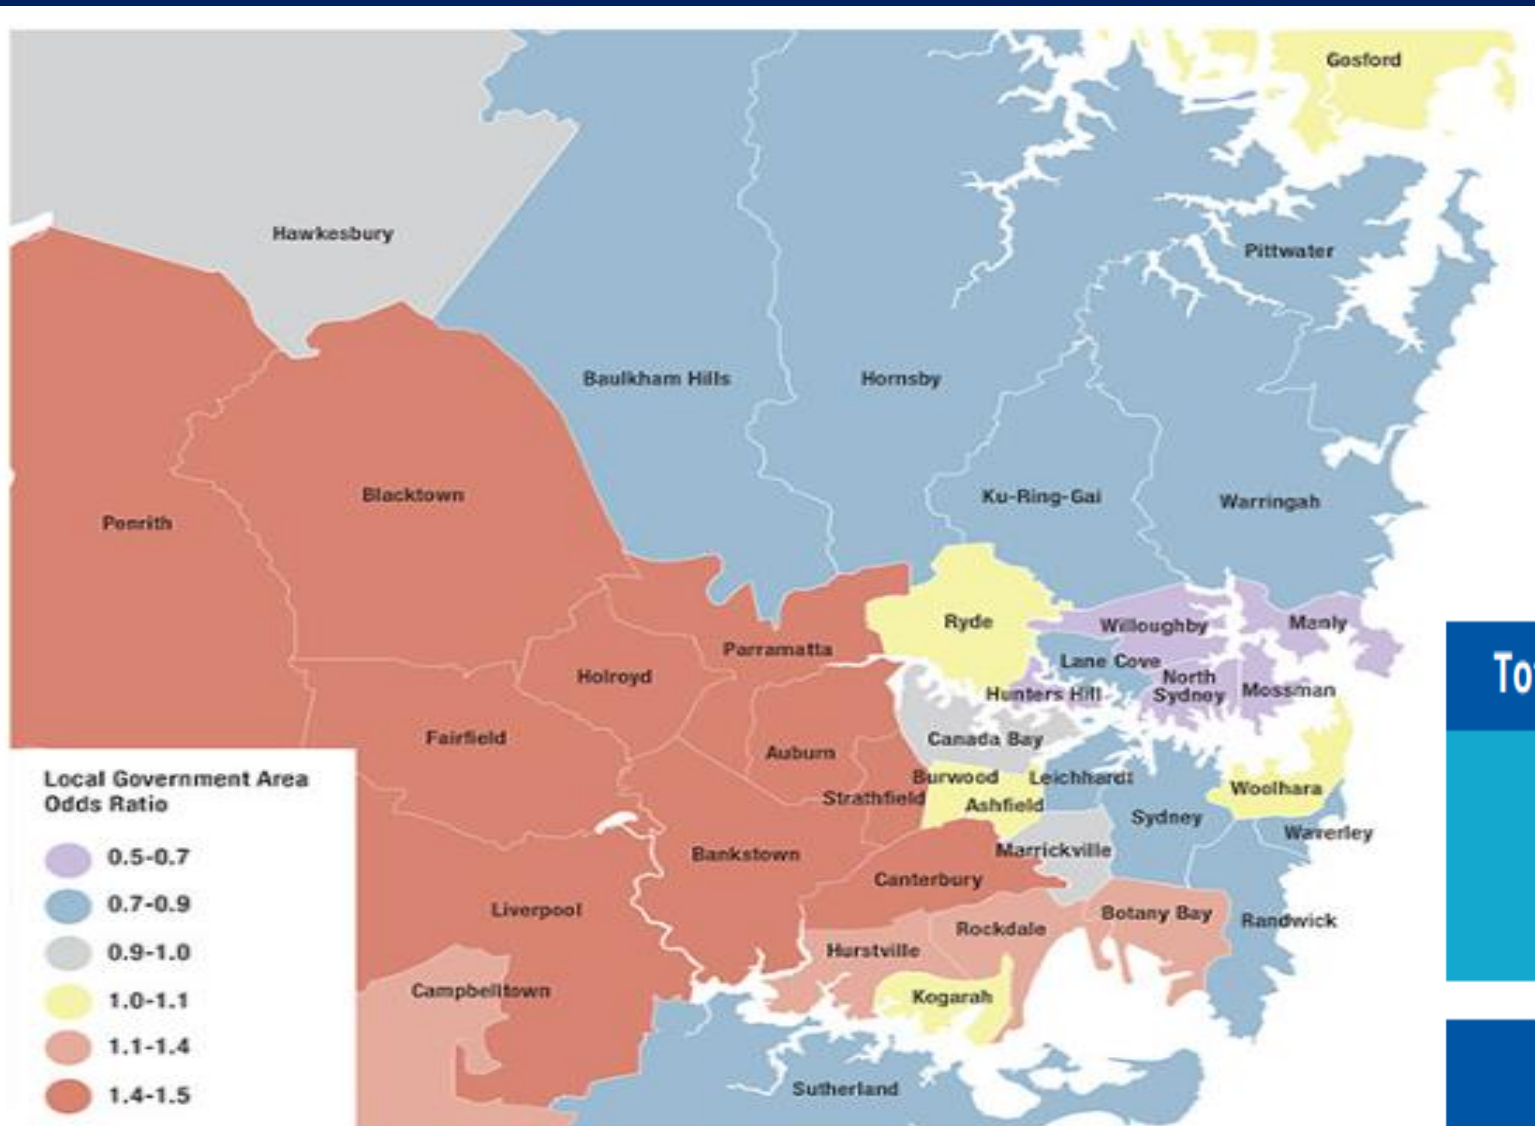 Gosford
Hawkesbury
Pittwater
Baulkham Hills
Hornsby
Blacktown
Ku-Ring-Gai
Warringah
Penrith
Ryde
Willoughby
Manly
Parramatta
Lane Cove
Holroyd
North
Sydney
Mossman
Hunters Hill
To
Fairfield
Auburn
Canada Bay
Burwood
Leichhardt
Woolhara
Strathfield
Ashfield
Sydney
Waverley
Bankstown
Marrickville
Canterbury
Liverpool
Botany Bay
Randwick
Rockdale
Hurstville
Campbelltown
Kogarah
Sutherland
Local Government Area
Odds Ratio
0.5-0.7
0.7-0.9
0.9-1.0
1.0-1.1
1.1-1.4
1.4-1.5